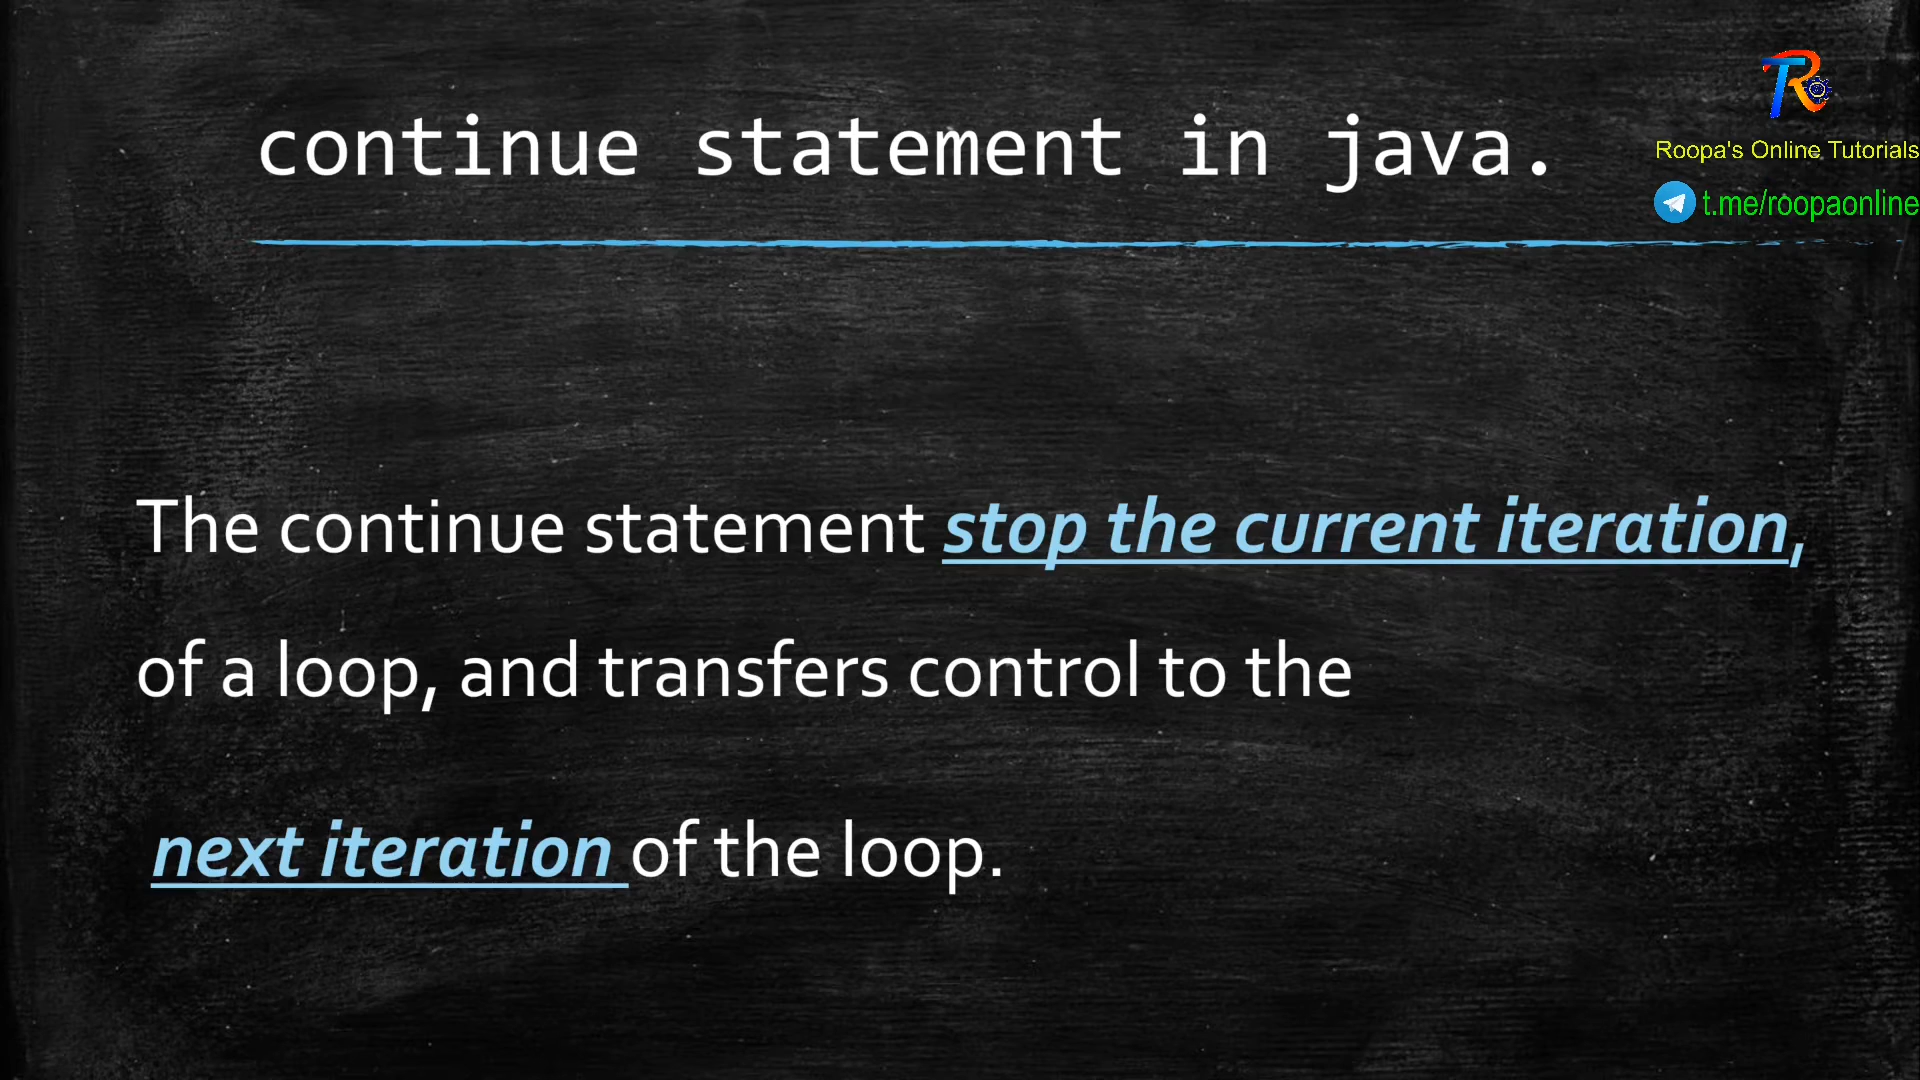 continue statement in java.
TR
Roopa's Online Tutorials
t.me/roopaonline
The continue statement stop the current iteration,
of a loop, and transfers control to the
next iteration of the loop.